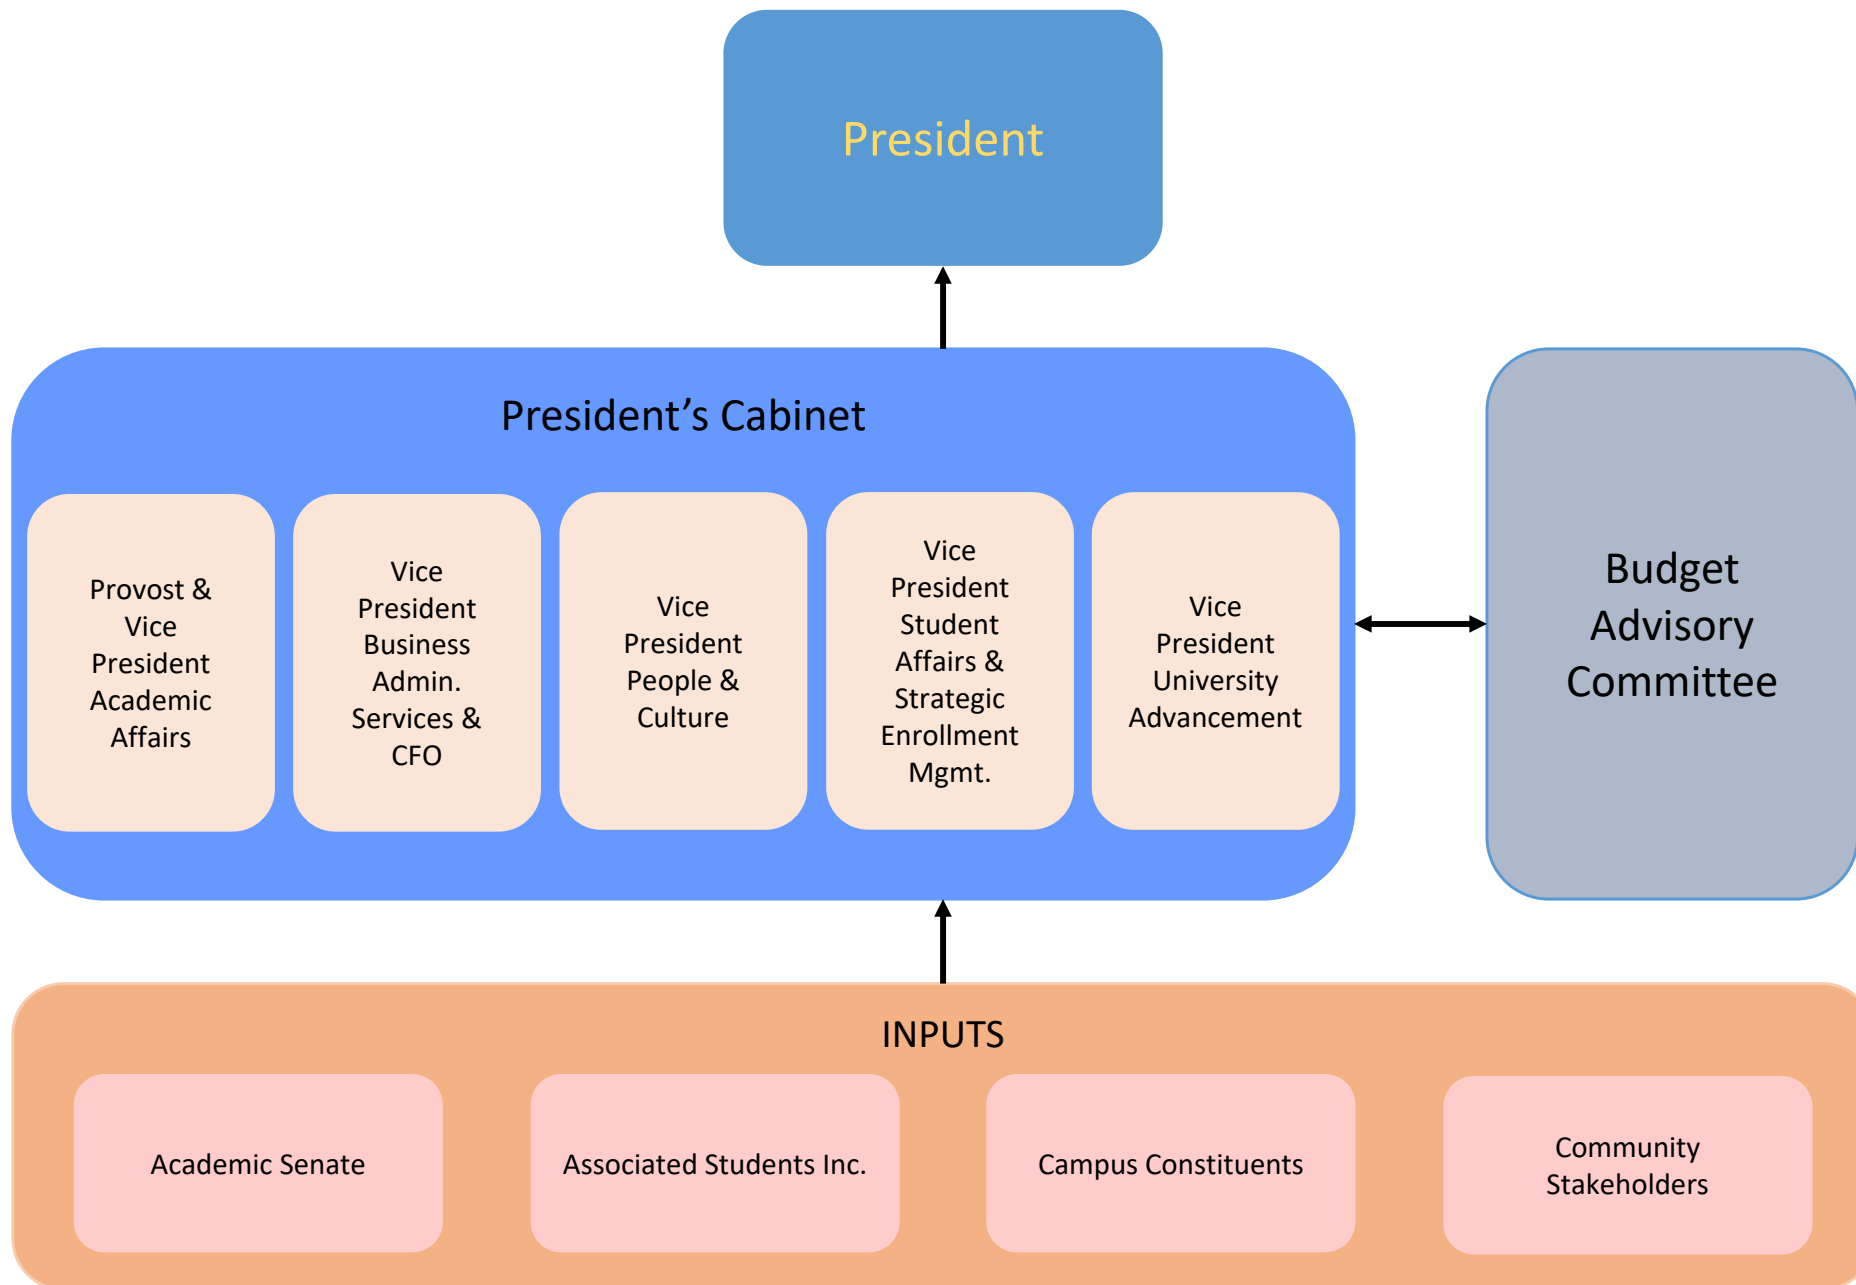 President
President’s Cabinet
Provost &
Vice
President
Academic
Affairs
Vice
President
Business
Admin.
Services &
CFO
Vice
President
People &
Culture
Vice
President
Student
Affairs &
Strategic
Enrollment
Mgmt.
Vice
President
University
Advancement
Budget
Advisory
Committee
INPUTS
Academic Senate
Associated Students Inc.
Campus Constituents
Community
Stakeholders